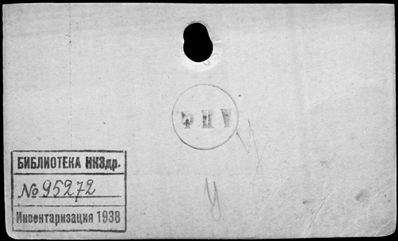 БИБЛИОТЕКА НКЗдр.
№ 95272
Инвентаризация 1938